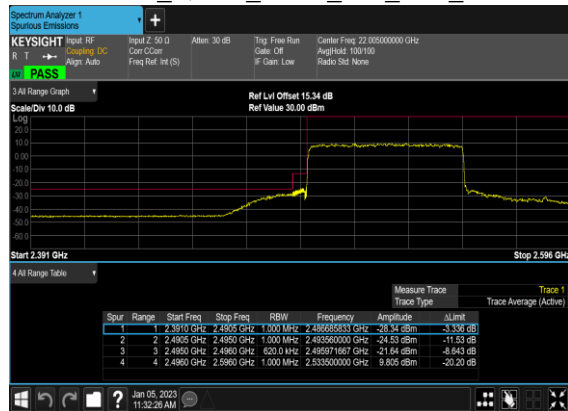 Spectrum Analyzer 1
Spurious Emissions
KEYSIGHT Input: RF Input Z: 50 Ω Atten: 30 dB Trig: Free Run Center Freq: 22.005000000 GHz
R T Coupling: DC Corr CCorr Gate: Off Avg|Hold: 100/100
Align: Auto Freq Ref: Int (S) IF Gain: Low Radio Std: None
PASS
3 All Range Graph
Ref Lvl Offset 15.34 dB
Scale/Div 10.0 dB Ref Value 30.00 dBm
Log
20.0
10.0
0.00
-10.0
-20.0
-30.0
-40.0
-50.0
-60.0
Start 2.391 GHz Stop 2.596 GHz
4 All Range Table
Measure Trace Trace 1
Trace Type Trace Average (Active)
Spur Range Start Freq Stop Freq RBW Frequency Amplitude ΔLimit
1 1 2.3910 GHz 2.4905 GHz 1.000 MHz 2.486685833 GHz -28.34 dBm -3.336 dB
2 2 2.4905 GHz 2.4950 GHz 1.000 MHz 2.493560000 GHz -24.53 dBm -11.53 dB
3 3 2.4950 GHz 2.4960 GHz 620.0 kHz 2.495971667 GHz -21.64 dBm -8.643 dB
4 4 2.4960 GHz 2.5960 GHz 1.000 MHz 2.533500000 GHz 9.805 dBm -20.20 dB
Jan 05, 2023
11:32:26 AM